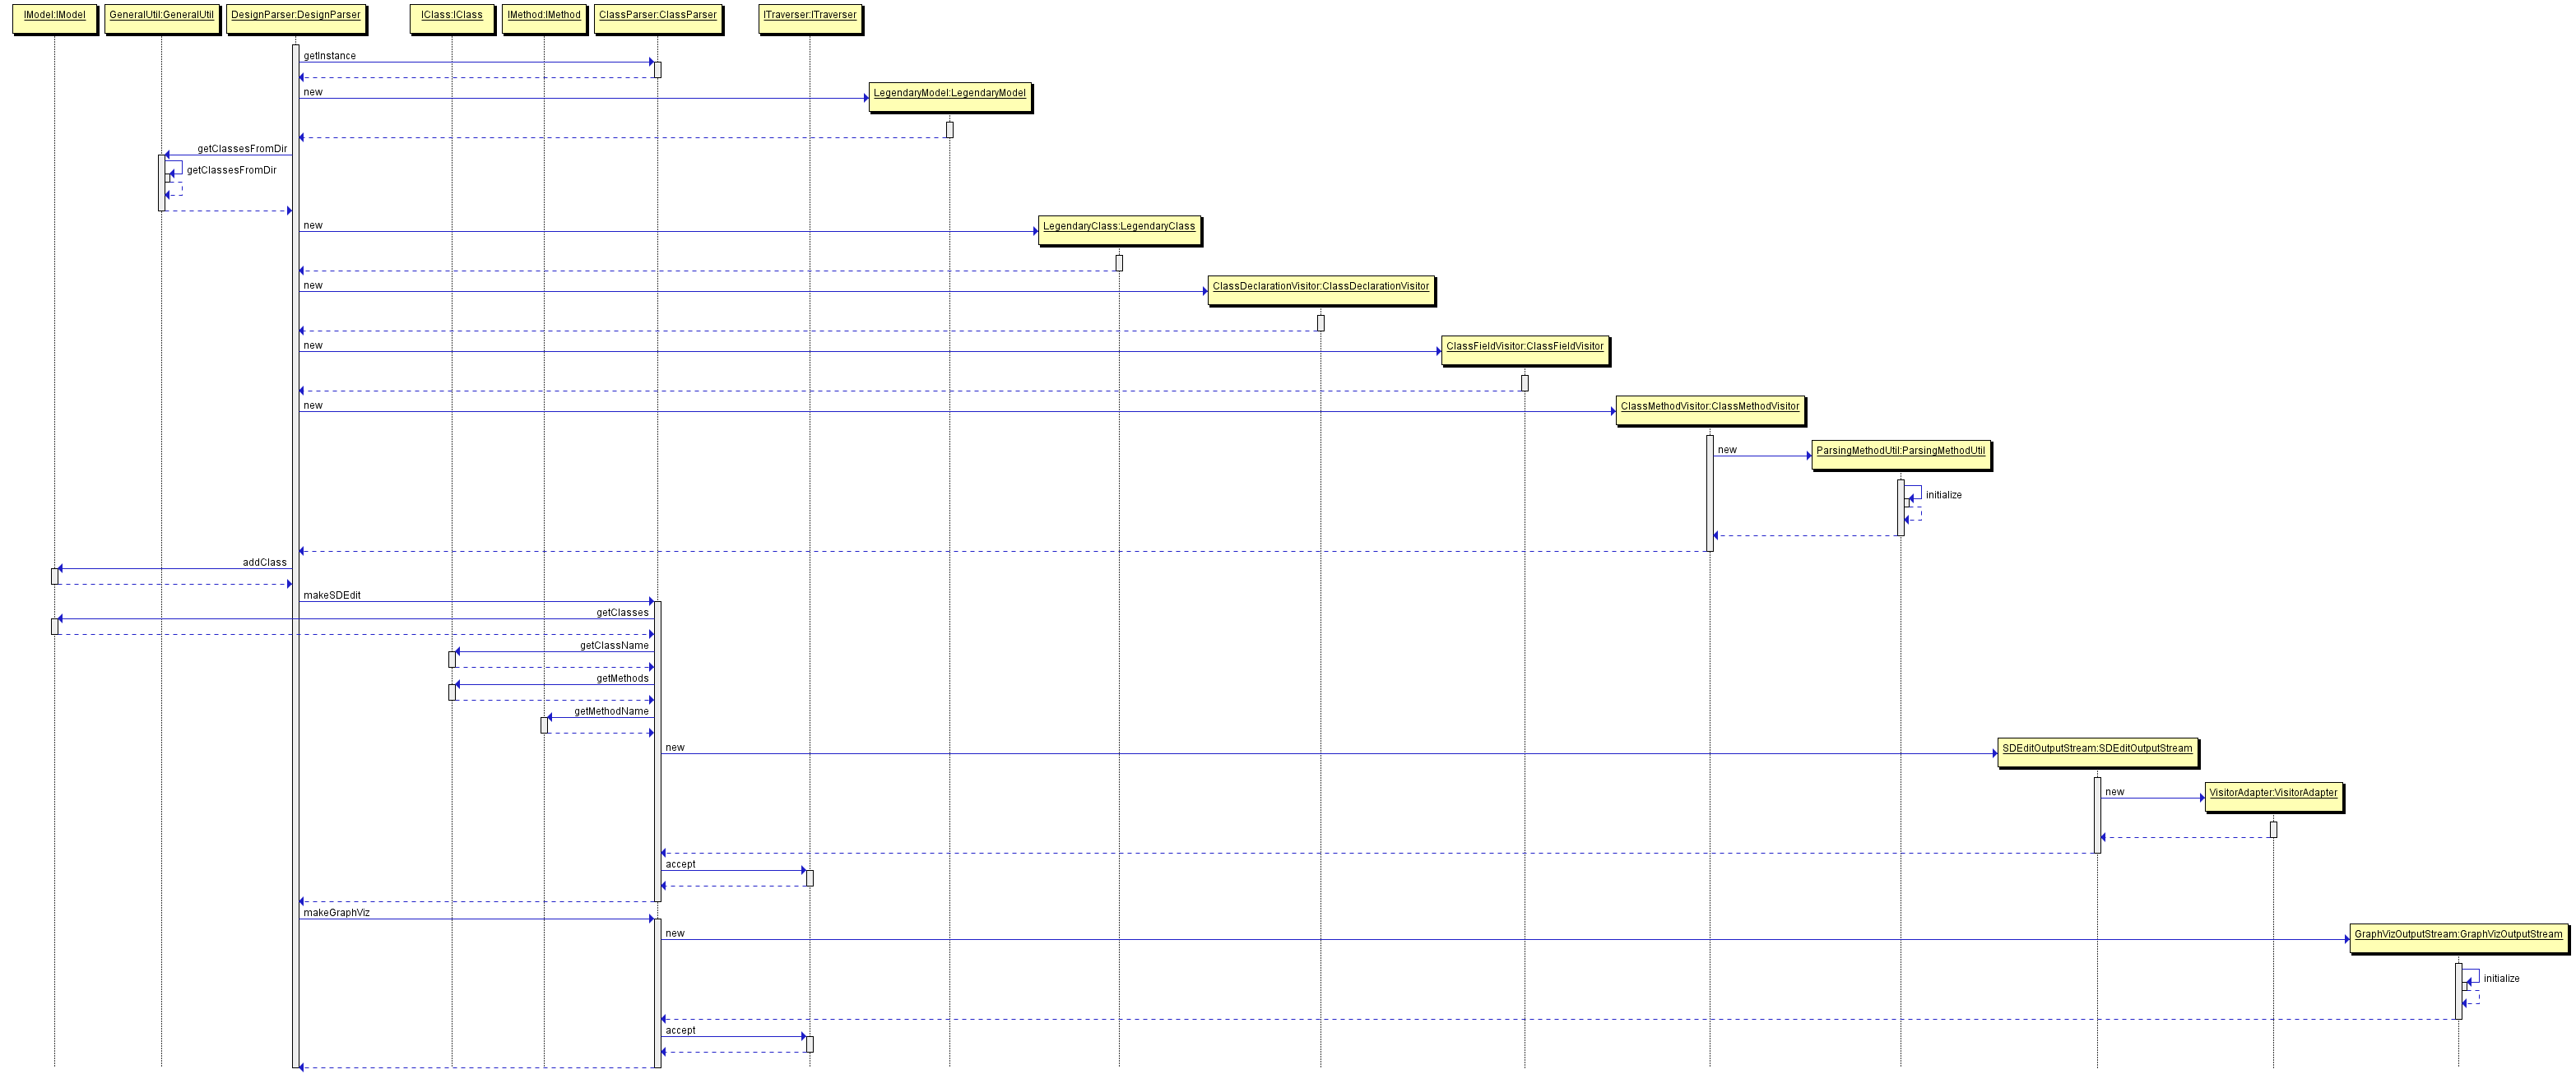 IModel:IModel
GeneralUtil:GeneralUtil
DesignParser:DesignParser
IClass:IClass
IMethod:IMethod
ClassParser:ClassParser
ITraverser:ITraverser
getInstance
new
LegendaryModel:LegendaryModel
getClassesFromDir
getClassesFromDir
new
LegendaryClass:LegendaryClass
new
ClassDeclarationVisitor:ClassDeclarationVisitor
new
ClassFieldVisitor:ClassFieldVisitor
new
ClassMethodVisitor:ClassMethodVisitor
new
ParsingMethodUtil:ParsingMethodUtil
initialize
addClass
makeSDEdit
getClasses
getClassName
getMethods
getMethodName
new
SDEditOutputStream:SDEditOutputStream
new
VisitorAdapter:VisitorAdapter
accept
makeGraphViz
new
GraphVizOutputStream:GraphVizOutputStream
initialize
accept